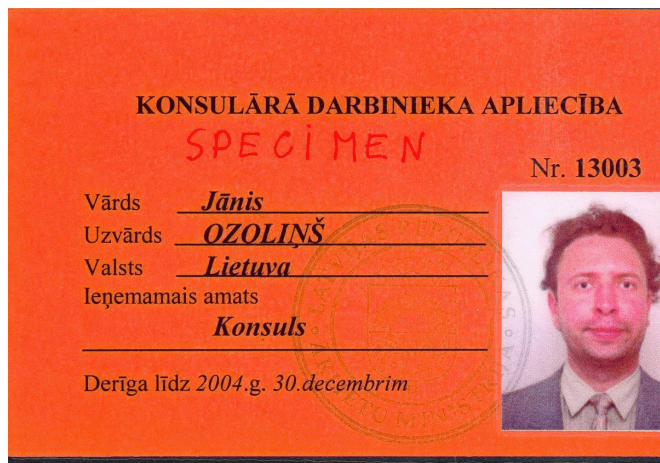 KONSULĀRĀ DARBINIEKA APLIECĪBA
SPECIMEN
Nr. 13003
Vārds Jānis
Uzvārds OZOLIŅŠ
Valsts Lietuva
Ieņemamais amats
Konsuls
Derīga līdz 2004.g. 30.decembrim